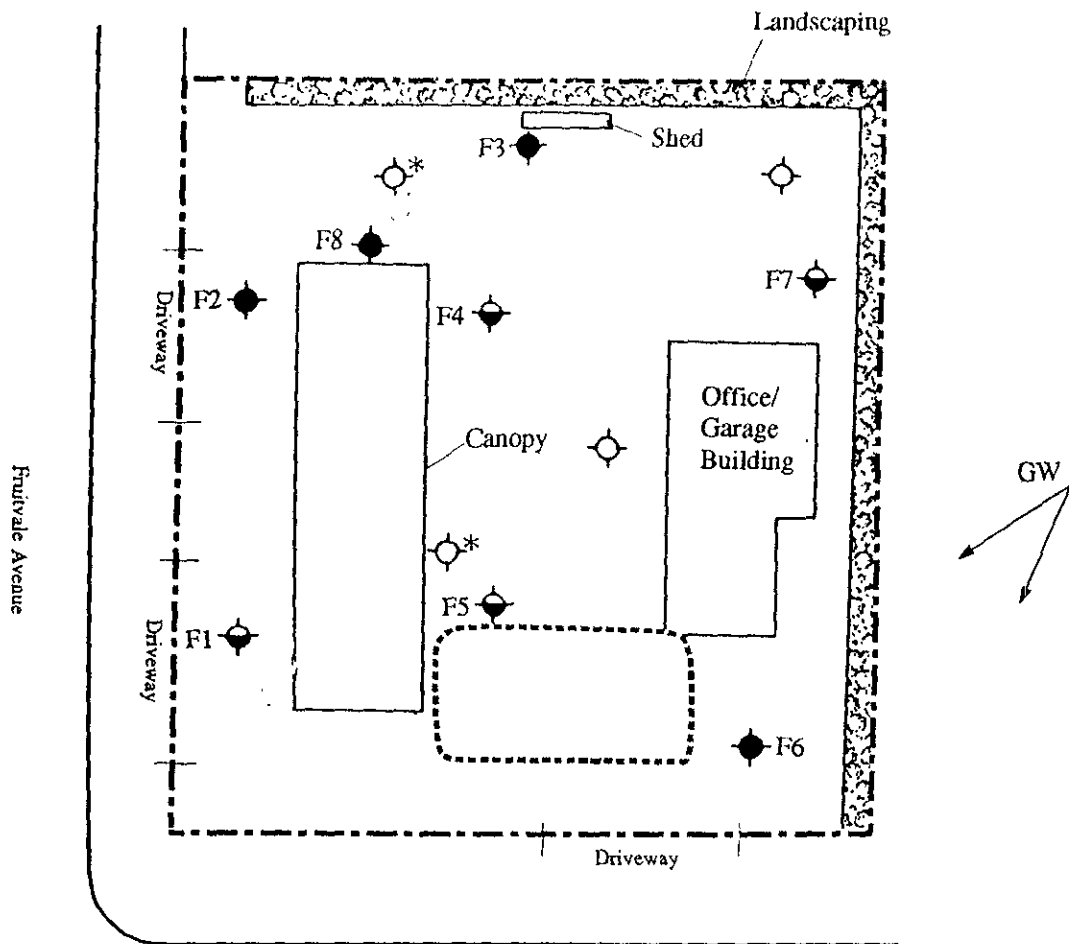 Landscaping
Shed
F3
*
F8
F7
F2
F4
Driveway
Office/
Garage
Building
Canopy
GW
Fruitvale Avenue
*
F5
F1
Driveway
F6
Driveway